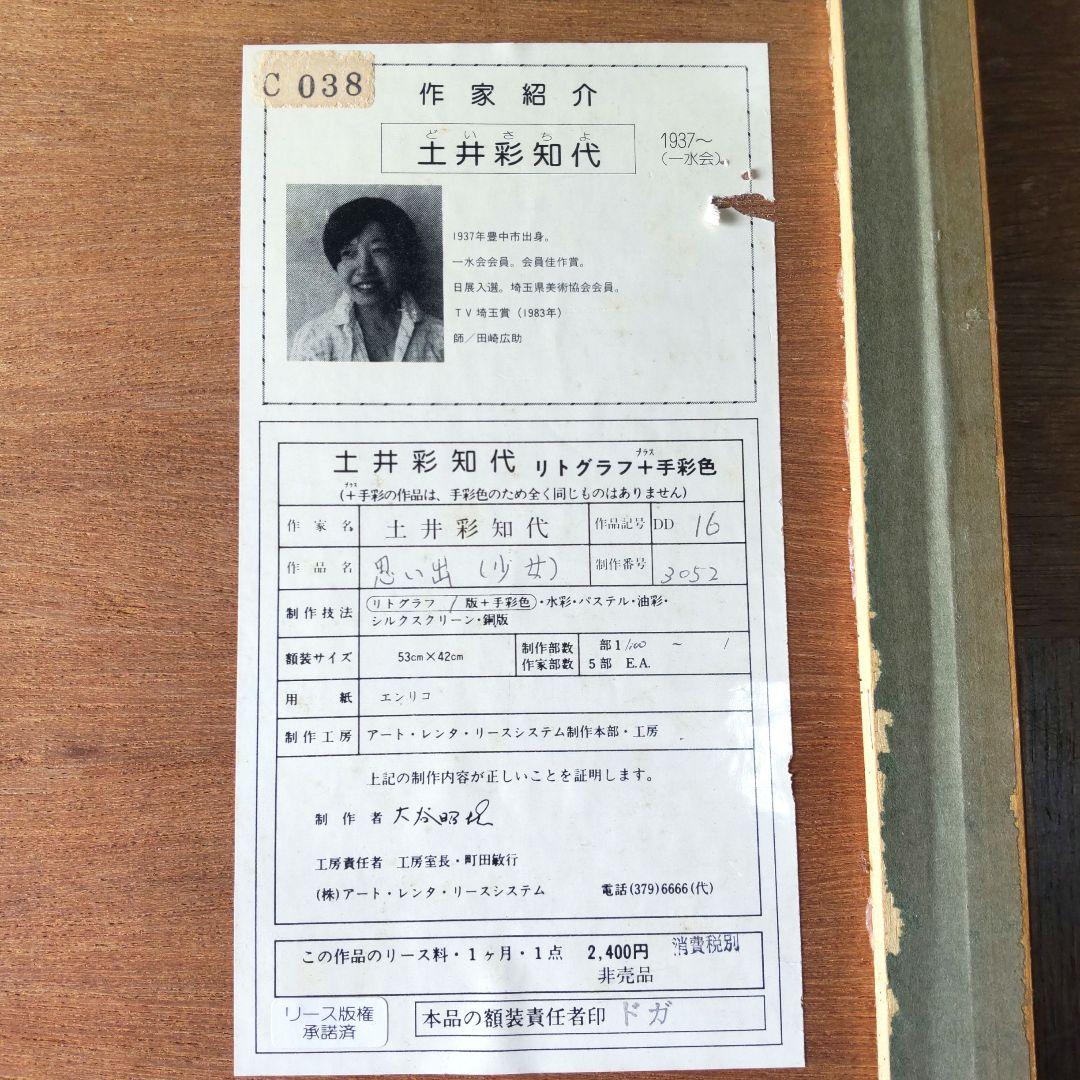 C 038
作家紹介
どいさちよ
土井彩知代
1937〜
(一水会)
1937年豊中市出身。
一水会会員。会員佳作賞。
日展入選。埼玉県美術協会会員。
TV埼玉賞(1983年)
師／田崎広助
プラス
土井彩知代 リトグラフ+手彩色
プラス
(+手彩の作品は、手彩色のため全く同じものはありません)
作家名 土井彩知代 作品記号 DD 16
作品名 思い出(少女) 制作番号 3052
制作技法 リトグラフ 1 版+手彩色・水彩・パステル・油彩・
シルクスクリーン・銅版
額装サイズ 53cm×42cm 制作部数 部1/100 〜 1
作家部数 5部 E.A.
用紙 エンリコ
制作工房 アート・レンタ・リースシステム制作本部・工房
上記の制作内容が正しいことを証明します。
制作者 大谷昭
工房責任者 工房室長・町田敏行
(株)アート・レンタ・リースシステム 電話(379)6666(代)
この作品のリース料・1ヶ月・1点 2,400円 消費税別
非売品
リース版権
承諾済
本品の額装責任者印 ドガ